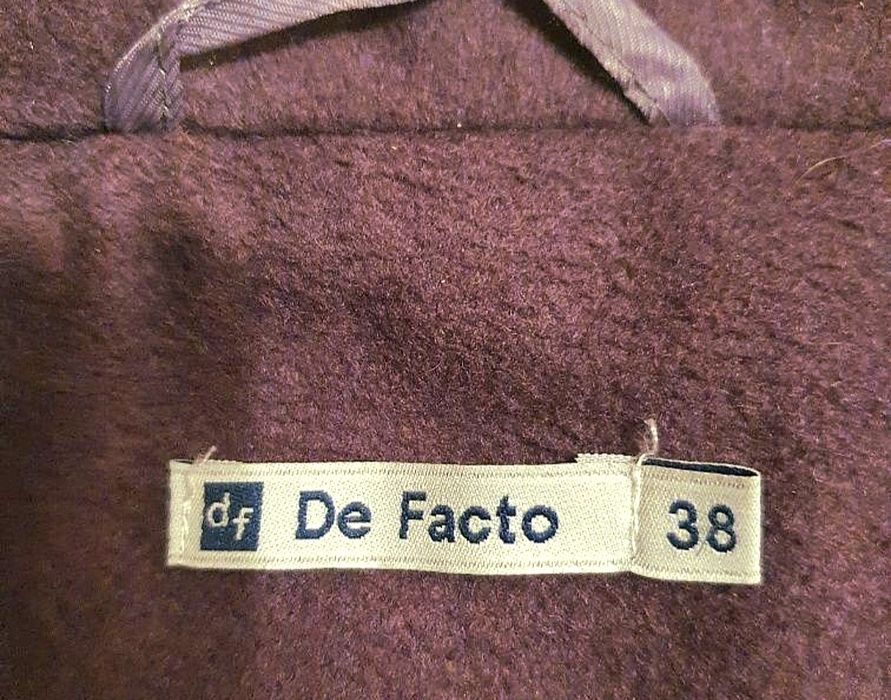 df De Facto 38